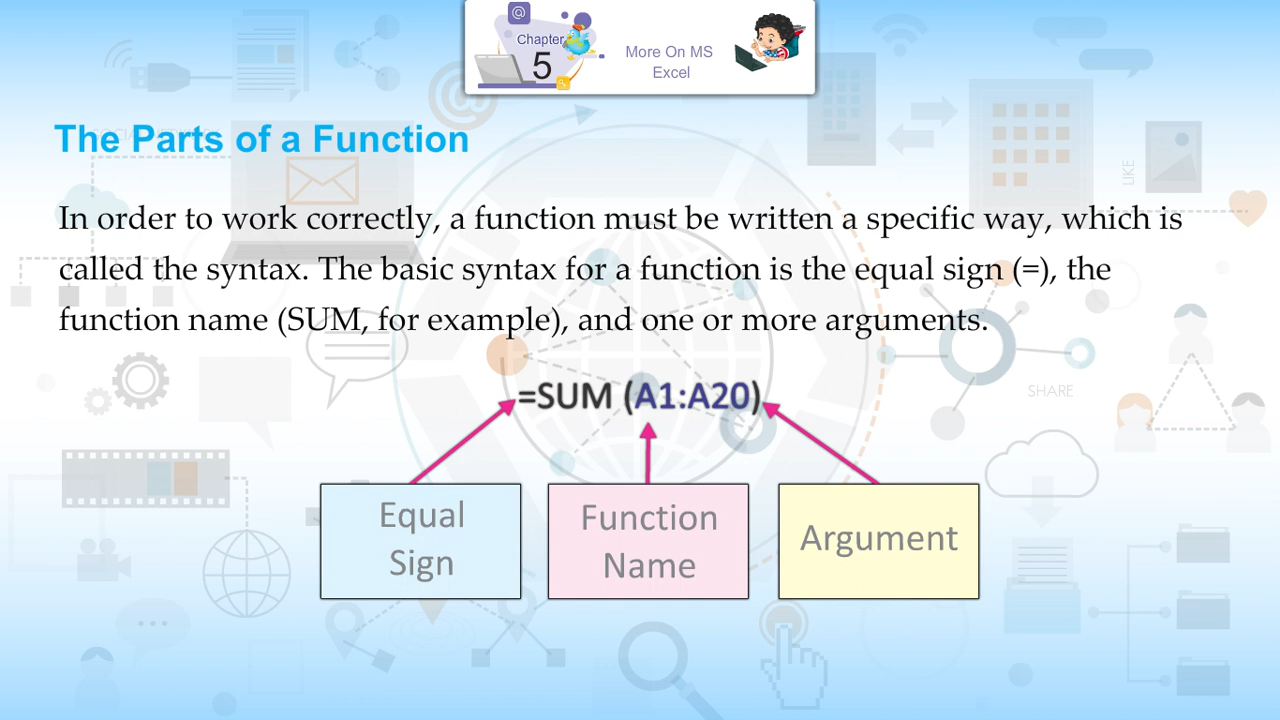 @
Chapter
5
More On MS
Excel
The Parts of a Function
In order to work correctly, a function must be written a specific way, which is
called the syntax. The basic syntax for a function is the equal sign (=), the
function name (SUM, for example), and one or more arguments.
=SUM (A1:A20)
Equal
Sign
Function
Name
Argument
LIKE
SHARE